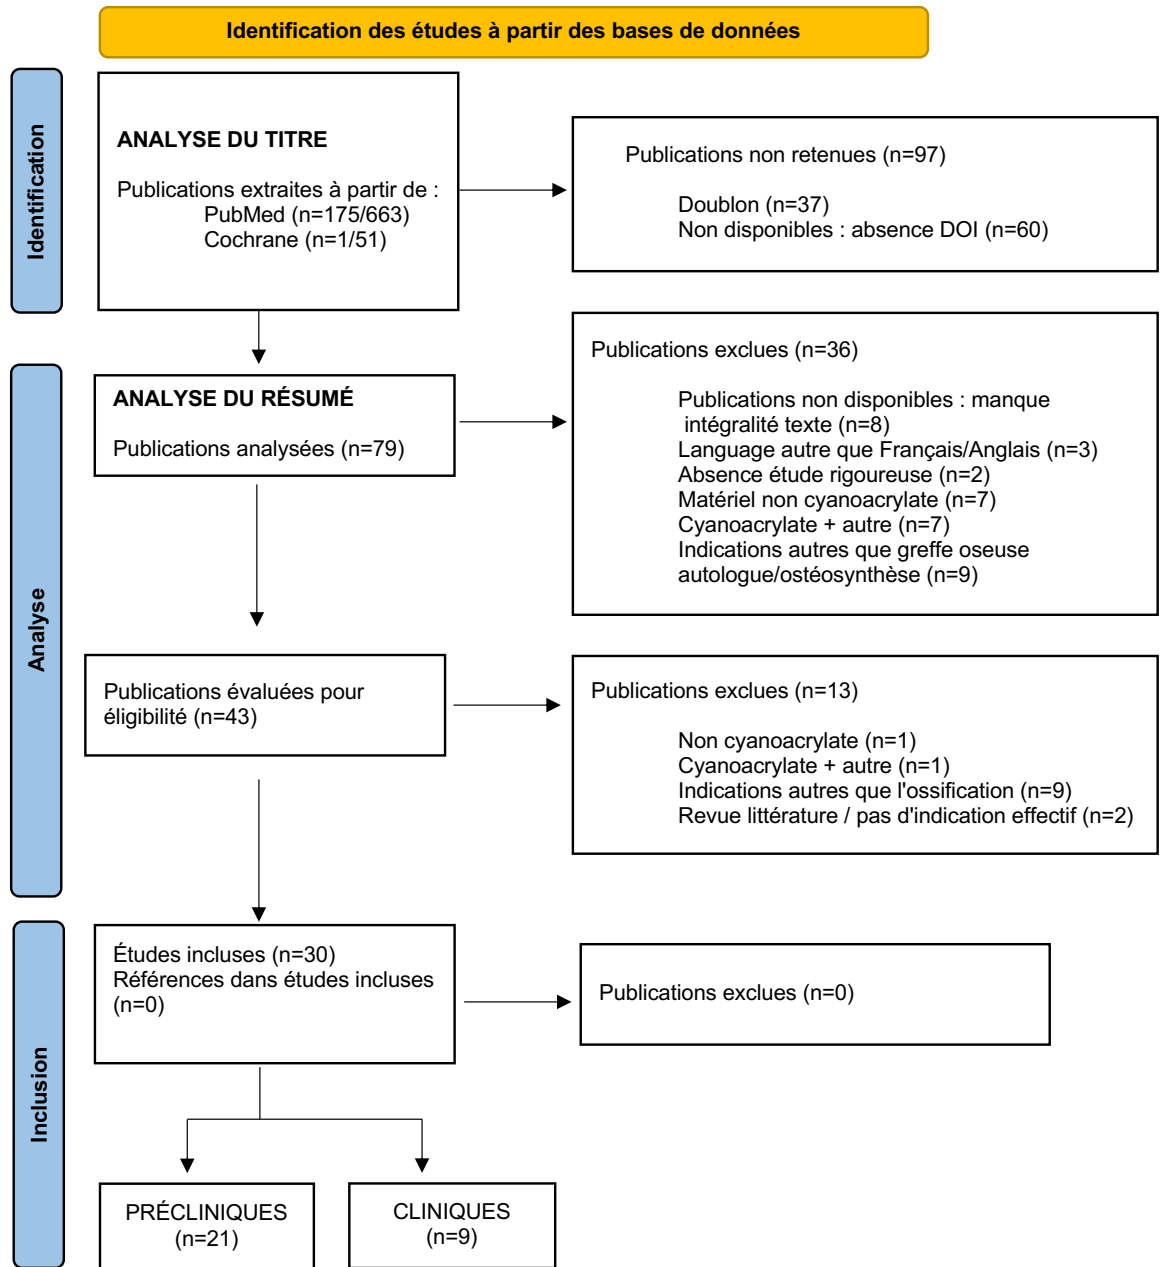 Identification des études à partir des bases de données
Identification
ANALYSE DU TITRE
Publications extraites à partir de :
PubMed (n=175/663)
Cochrane (n=1/51)
Publications non retenues (n=97)
Doublon (n=37)
Non disponibles : absence DOI (n=60)
Analyse
ANALYSE DU RÉSUMÉ
Publications analysées (n=79)
Publications exclues (n=36)
Publications non disponibles : manque
intégralité texte (n=8)
Language autre que Français/Anglais (n=3)
Absence étude rigoureuse (n=2)
Matériel non cyanoacrylate (n=7)
Cyanoacrylate + autre (n=7)
Indications autres que greffe oseuse
autologue/ostéosynthèse (n=9)
Publications évaluées pour
éligibilité (n=43)
Publications exclues (n=13)
Non cyanoacrylate (n=1)
Cyanoacrylate + autre (n=1)
Indications autres que l'ossification (n=9)
Revue littérature / pas d'indication effectif (n=2)
Inclusion
Études incluses (n=30)
Références dans études incluses
(n=0)
Publications exclues (n=0)
PRÉCLINIQUES
(n=21)
CLINIQUES
(n=9)